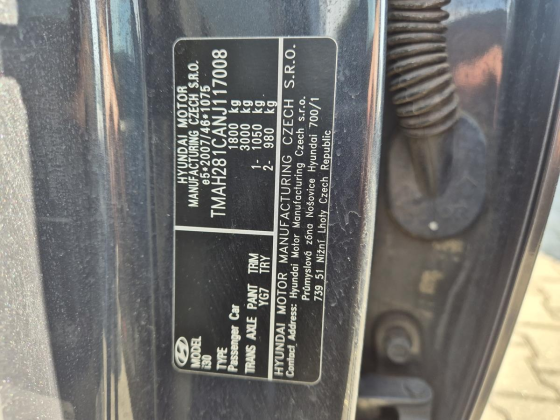 MODEL
i30
TYPE
Passenger Car
TRANS AXLE PAINT TRIM
YG7 TRY
HYUNDAI MOTOR
MANUFACTURING CZECH S.R.O.
e5*2007/46*1075
TMAH281CANJ117008
1800 kg
3000 kg
1- 1050 kg
2- 980 kg
HYUNDAI MOTOR MANUFACTURING CZECH S.R.O.
Contact Address: Hyundai Motor Manufacturing Czech s.r.o.
Průmyslová zóna Nošovice Hyundai 700/1
739 51 Nižní Lhoty Czech Republic